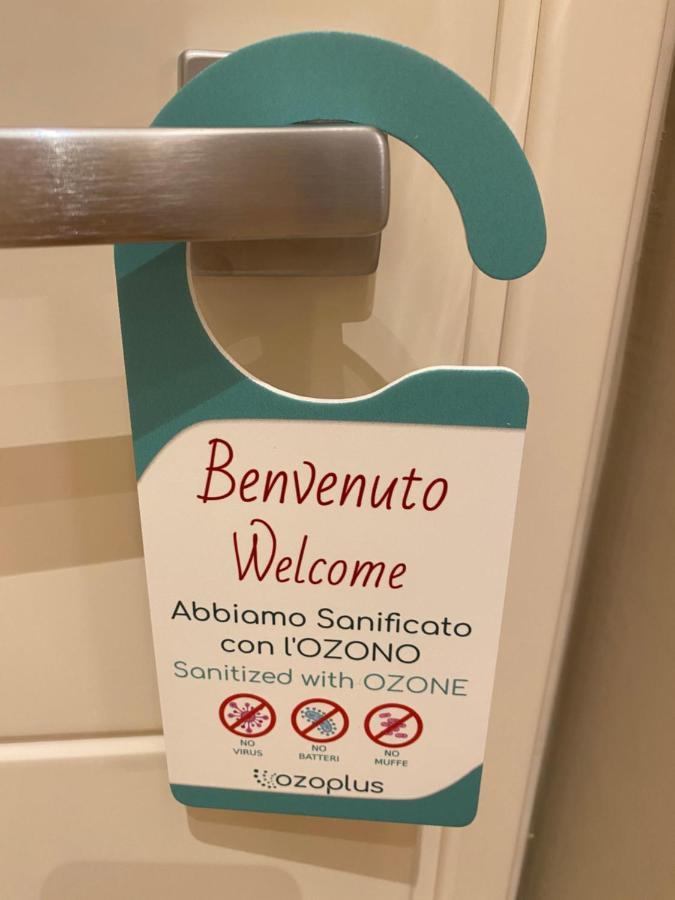 Benvenuto
Welcome
Abbiamo Sanificato
con l'OZONO
Sanitized with OZONE
NO
VIRUS
NO
BATTERI
NO
MUFFE
ozoplus